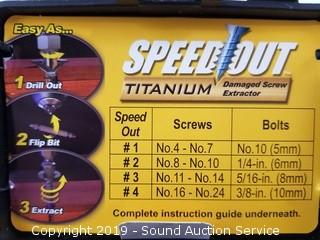 Easy As...
1 Drill Out
2 Flip Bit
3 Extract
SPEED OUT
TITANIUM Damaged Screw Extractor
Speed Out Screws Bolts
# 1 No.4 - No.7 No.10 (5mm)
# 2 No.8 - No.10 1/4-in. (6mm)
# 3 No.11 - No.14 5/16-in. (8mm)
# 4 No.16 - No.24 3/8-in. (10mm)
Complete instruction guide underneath.
Copyright 2019 - Sound Auction Service